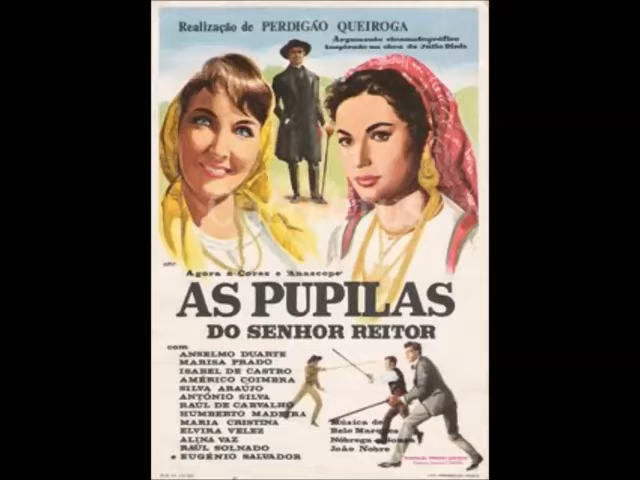 Realização de PERDIGÃO QUEIROGA
Argumento cinematográfico
inspirado na obra de Júlio Dinis
Agora a Cores e "Anascope"
AS PUPILAS
DO SENHOR REITOR
com
ANSELMO DUARTE
MARISA PRADO
ISABEL DE CASTRO
AMÉRICO COIMBRA
SILVA ARAÚJO
ANTÓNIO SILVA
RAÚL DE CARVALHO
HUMBERTO MADEIRA
MARIA CRISTINA
ELVIRA VELEZ
ALINA VAZ
RAÚL SOLNADO
e EUGÉNIO SALVADOR
Música de
Belo Marques
Nóbrega e Sousa
João Nobre